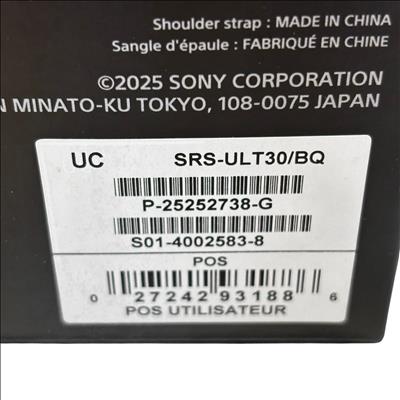 Shoulder strap : MADE IN CHINA
Sangle d'épaule : FABRIQUÉ EN CHINE
©2025 SONY CORPORATION
MINATO-KU TOKYO, 108-0075 JAPAN
UC SRS-ULT30/BQ
P-25252738-G
S01-4002583-8
POS
0 27242 93188 6
POS UTILISATEUR